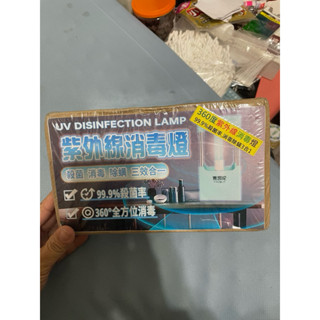 UV DISINFECTION LAMP
紫外線消毒燈
殺菌 消毒 除蟎 三效合一
99.9%殺菌率
360°全方位消毒
360度紫外線消毒燈